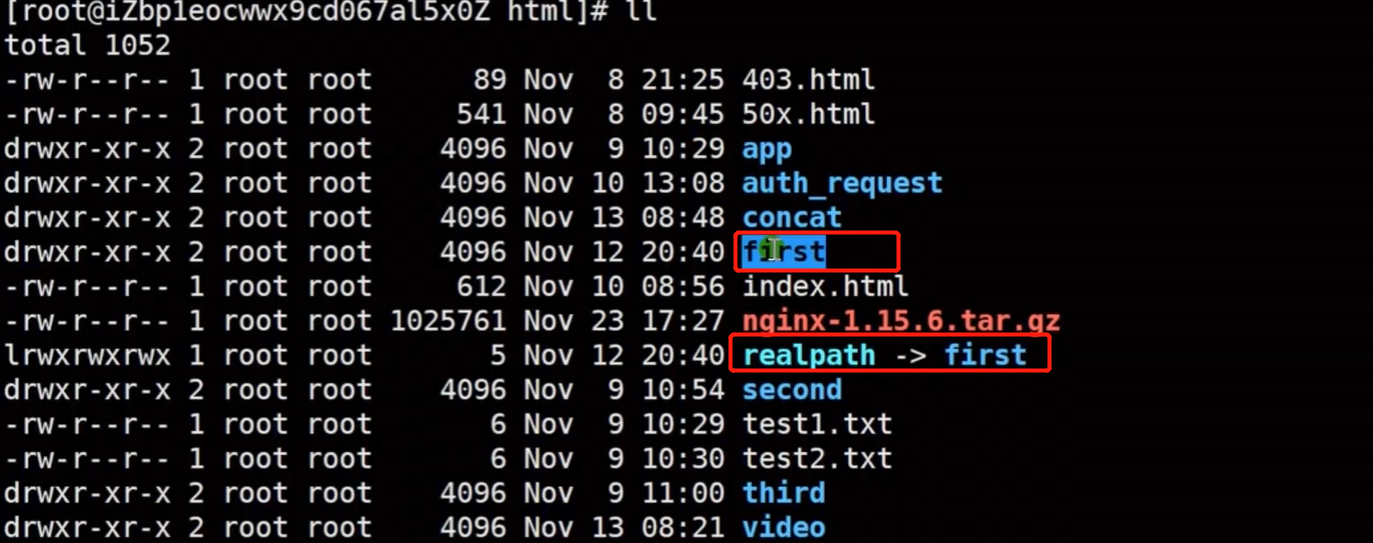 [root@iZbp1eocwwx9cd067al5x0Z html]# ll
total 1052
-rw-r--r-- 1 root root      89 Nov  8 21:25 403.html
-rw-r--r-- 1 root root     541 Nov  8 09:45 50x.html
drwxr-xr-x 2 root root    4096 Nov  9 10:29 app
drwxr-xr-x 2 root root    4096 Nov 10 13:08 auth_request
drwxr-xr-x 2 root root    4096 Nov 13 08:48 concat
drwxr-xr-x 2 root root    4096 Nov 12 20:40 first
-rw-r--r-- 1 root root     612 Nov 10 08:56 index.html
-rw-r--r-- 1 root root 1025761 Nov 23 17:27 nginx-1.15.6.tar.gz
lrwxrwxrwx 1 root root       5 Nov 12 20:40 realpath -> first
drwxr-xr-x 2 root root    4096 Nov  9 10:54 second
-rw-r--r-- 1 root root       6 Nov  9 10:29 test1.txt
-rw-r--r-- 1 root root       6 Nov  9 10:30 test2.txt
drwxr-xr-x 2 root root    4096 Nov  9 11:00 third
drwxr-xr-x 2 root root    4096 Nov 13 08:21 video